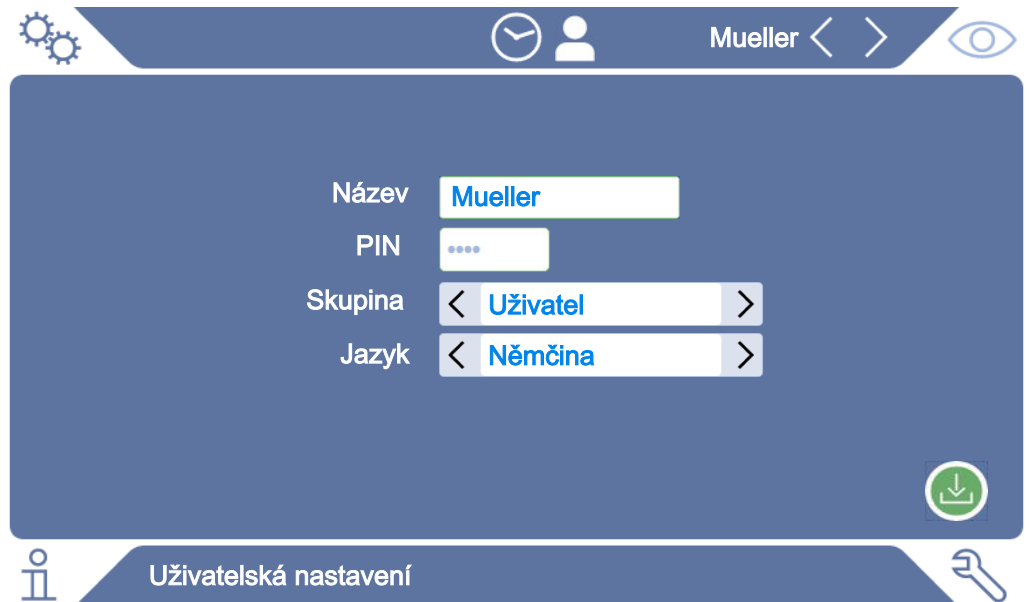 Mueller
Název Mueller
PIN ••••
Skupina Uživatel
Jazyk Němčina
Uživatelská nastavení